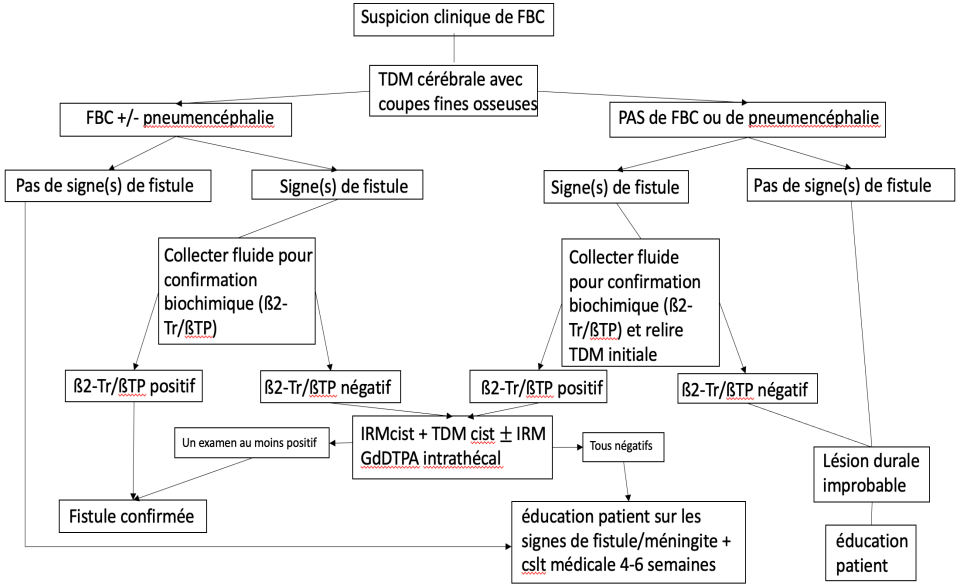 Suspicion clinique de FBC
TDM cérébrale avec
coupes fines osseuses
FBC +/- pneumencéphalie
PAS de FBC ou de pneumencéphalie
Pas de signe(s) de fistule
Signe(s) de fistule
Signe(s) de fistule
Pas de signe(s) de fistule
Collecter fluide pour
confirmation
biochimique (ß2-
Tr/ßTP)
Collecter fluide
pour confirmation
biochimique (ß2-
Tr/ßTP) et relire
TDM initiale
ß2-Tr/ßTP positif
ß2-Tr/ßTP négatif
ß2-Tr/ßTP positif
ß2-Tr/ßTP négatif
Un examen au moins positif
IRMcist + TDM cist ± IRM
GdDTPA intrathécal
Tous négatifs
Lésion durale
improbable
Fistule confirmée
éducation patient sur les
signes de fistule/méningite +
cslt médicale 4-6 semaines
éducation
patient